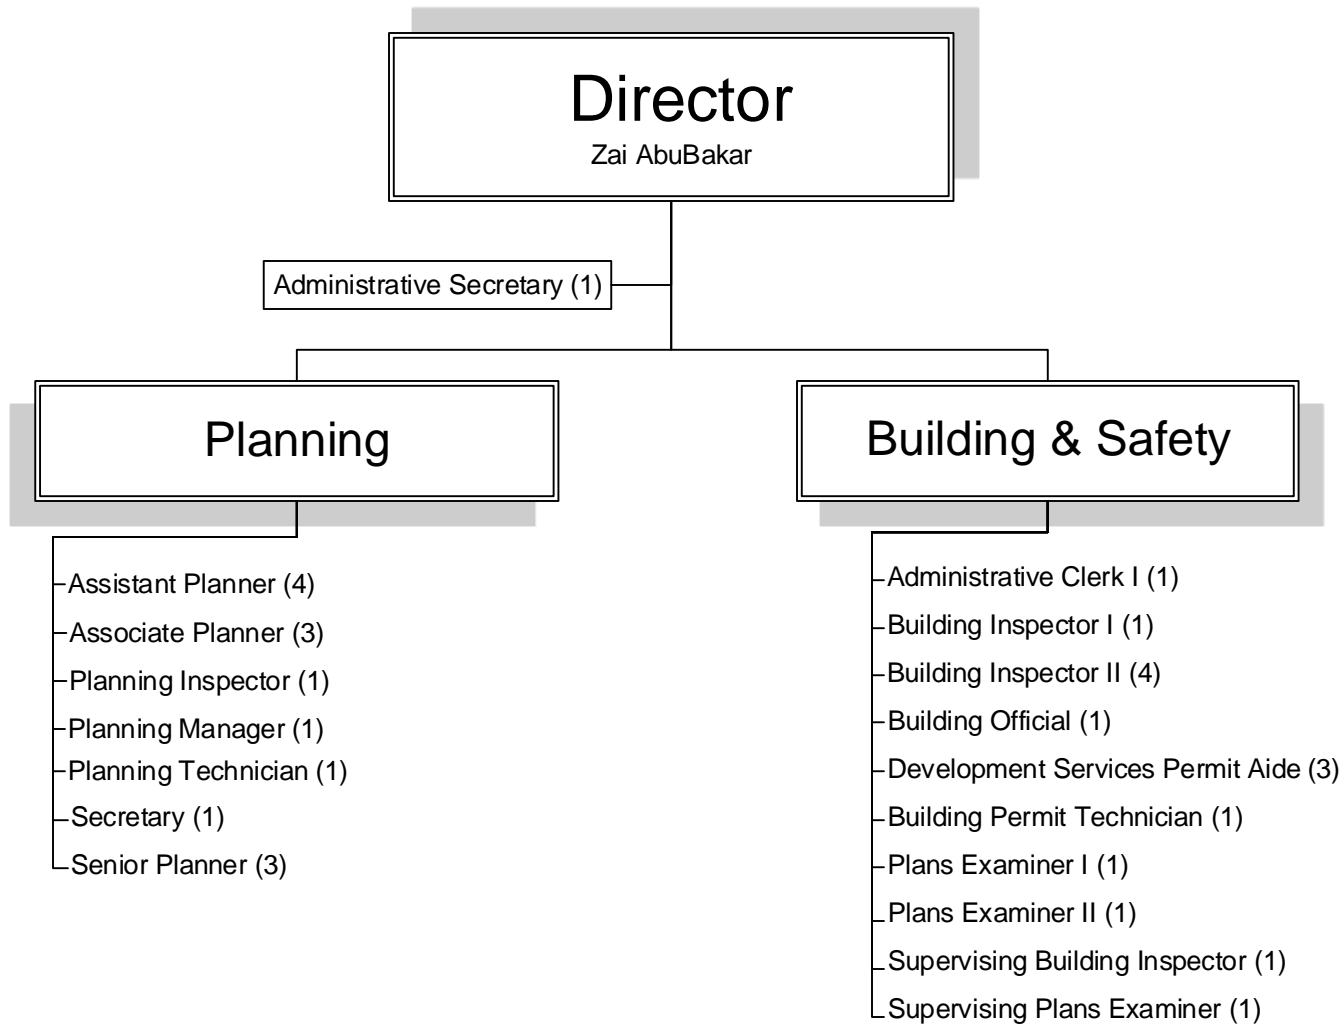 Director
Zai AbuBakar
Administrative Secretary (1)
Planning
Assistant Planner (4)
Associate Planner (3)
Planning Inspector (1)
Planning Manager (1)
Planning Technician (1)
Secretary (1)
Senior Planner (3)
Building & Safety
Administrative Clerk I (1)
Building Inspector I (1)
Building Inspector II (4)
Building Official (1)
Development Services Permit Aide (3)
Building Permit Technician (1)
Plans Examiner I (1)
Plans Examiner II (1)
Supervising Building Inspector (1)
Supervising Plans Examiner (1)